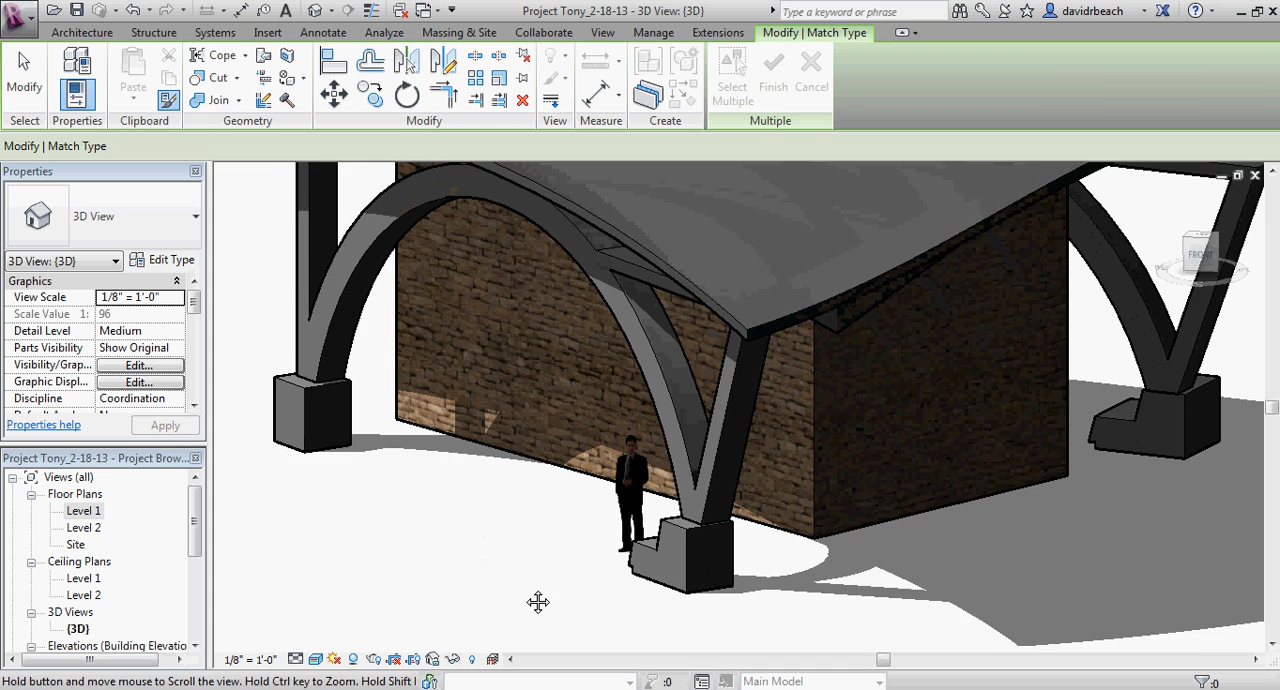 Project Tony_2-18-13 - 3D View: {3D}
Type a keyword or phrase
davidrbeach
Architecture Structure Systems Insert Annotate Analyze Massing & Site Collaborate View Manage Extensions Modify | Match Type
Modify
Paste
Cope
Cut
Join
Select Multiple
Finish
Cancel
Select Properties Clipboard Geometry Modify View Measure Create Multiple
Modify | Match Type
Properties
3D View
3D View: {3D}
Edit Type
Graphics
View Scale 1/8" = 1'-0"
Scale Value 1: 96
Detail Level Medium
Parts Visibility Show Original
Visibility/Grap... Edit...
Graphic Displ... Edit...
Discipline Coordination
Properties help
Apply
Project Tony_2-18-13 - Project Brow...
Views (all)
Floor Plans
Level 1
Level 2
Site
Ceiling Plans
Level 1
Level 2
3D Views
{3D}
Elevations (Building Elevatio
FRONT
1/8" = 1'-0"
Hold button and move mouse to Scroll the view. Hold Ctrl key to Zoom. Hold Shift l
:0
Main Model
:0